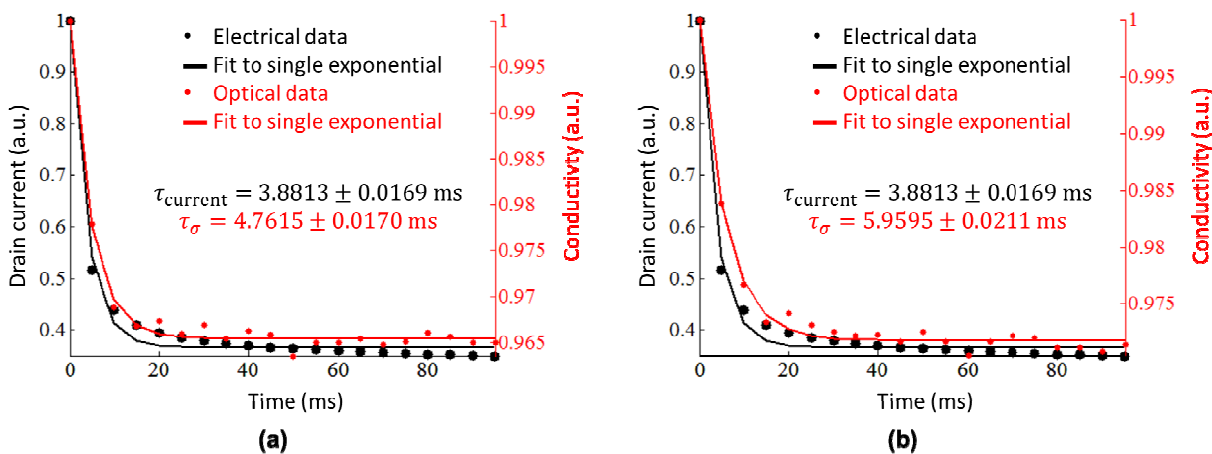 1
0.9
0.8
0.7
0.6
0.5
0.4
Drain current (a.u.)
Electrical data
Fit to single exponential
Optical data
Fit to single exponential
τcurrent = 3.8813 ± 0.0169 ms
τσ = 4.7615 ± 0.0170 ms
1
0.995
0.99
0.985
0.98
0.975
0.97
0.965
Conductivity (a.u.)
0 20 40 60 80
Time (ms)
(a)
1
0.9
0.8
0.7
0.6
0.5
0.4
Drain current (a.u.)
Electrical data
Fit to single exponential
Optical data
Fit to single exponential
τcurrent = 3.8813 ± 0.0169 ms
τσ = 5.9595 ± 0.0211 ms
1
0.995
0.99
0.985
0.98
0.975
Conductivity (a.u.)
0 20 40 60 80
Time (ms)
(b)